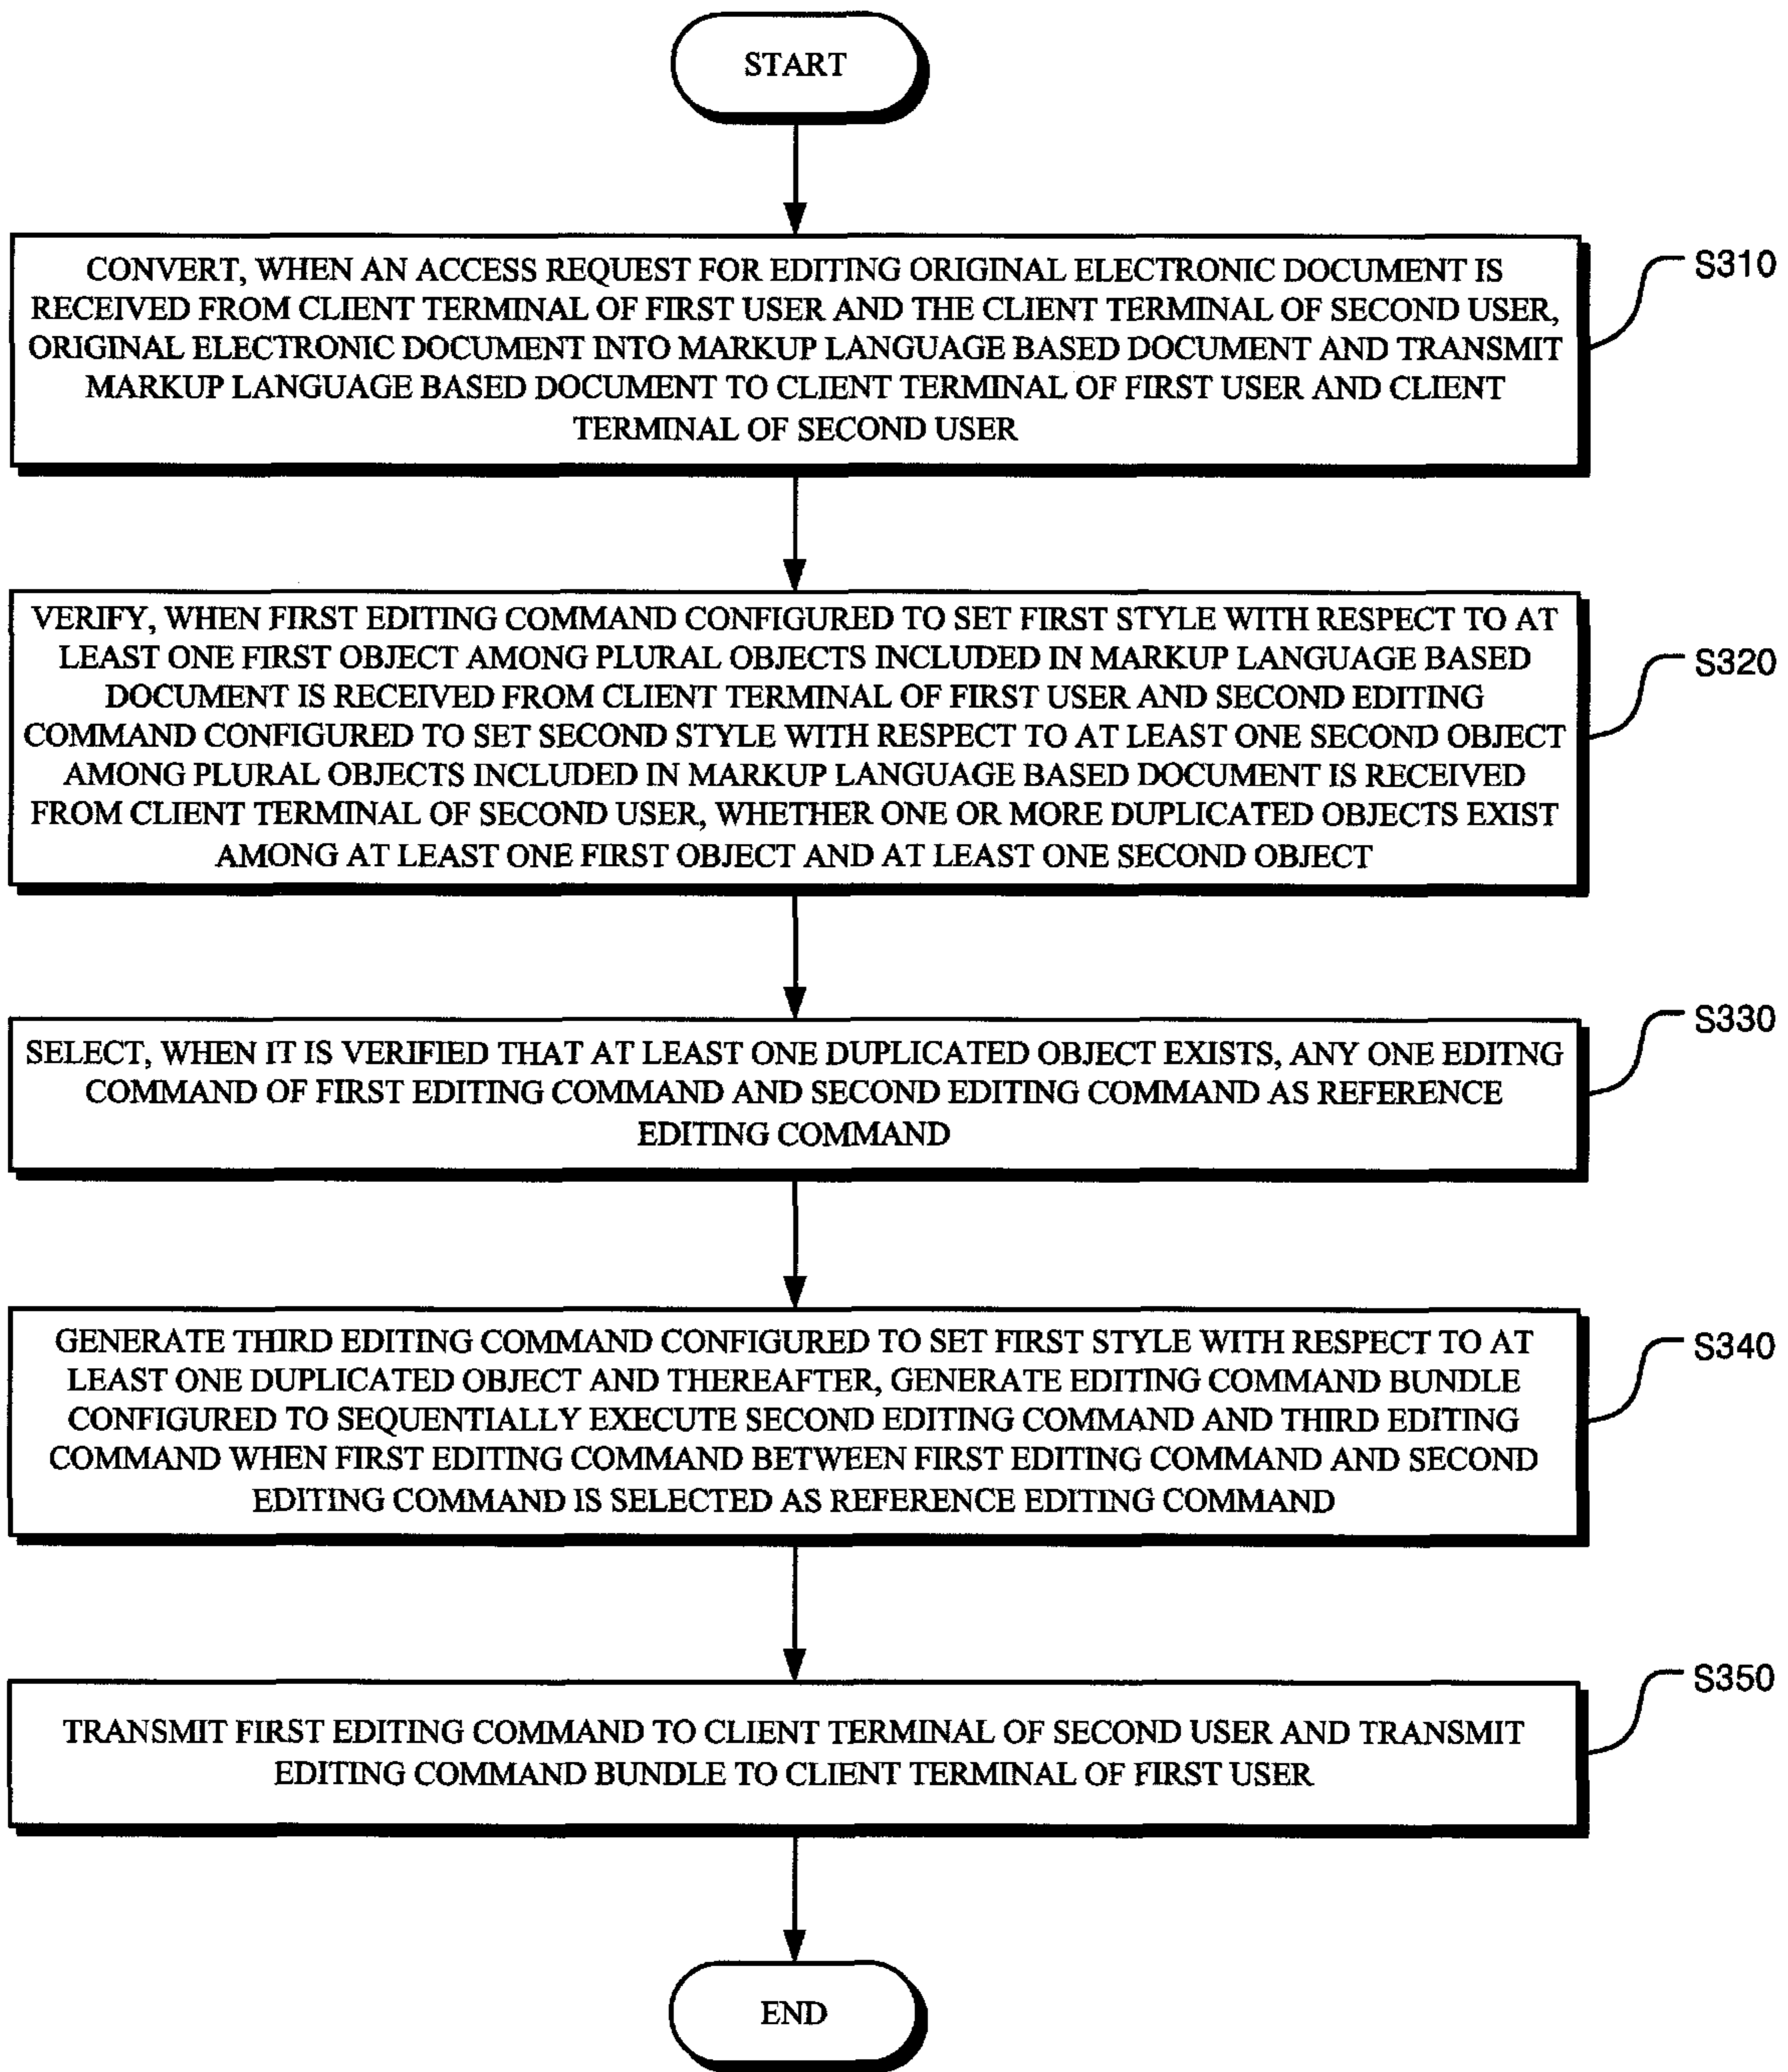 START
CONVERT, WHEN AN ACCESS REQUEST FOR EDITING ORIGINAL ELECTRONIC DOCUMENT IS
RECEIVED FROM CLIENT TERMINAL OF FIRST USER AND THE CLIENT TERMINAL OF SECOND USER,
ORIGINAL ELECTRONIC DOCUMENT INTO MARKUP LANGUAGE BASED DOCUMENT AND TRANSMIT
MARKUP LANGUAGE BASED DOCUMENT TO CLIENT TERMINAL OF FIRST USER AND CLIENT
TERMINAL OF SECOND USER
S310
VERIFY, WHEN FIRST EDITING COMMAND CONFIGURED TO SET FIRST STYLE WITH RESPECT TO AT
LEAST ONE FIRST OBJECT AMONG PLURAL OBJECTS INCLUDED IN MARKUP LANGUAGE BASED
DOCUMENT IS RECEIVED FROM CLIENT TERMINAL OF FIRST USER AND SECOND EDITING
COMMAND CONFIGURED TO SET SECOND STYLE WITH RESPECT TO AT LEAST ONE SECOND OBJECT
AMONG PLURAL OBJECTS INCLUDED IN MARKUP LANGUAGE BASED DOCUMENT IS RECEIVED
FROM CLIENT TERMINAL OF SECOND USER, WHETHER ONE OR MORE DUPLICATED OBJECTS EXIST
AMONG AT LEAST ONE FIRST OBJECT AND AT LEAST ONE SECOND OBJECT
S320
SELECT, WHEN IT IS VERIFIED THAT AT LEAST ONE DUPLICATED OBJECT EXISTS, ANY ONE EDITNG
COMMAND OF FIRST EDITING COMMAND AND SECOND EDITING COMMAND AS REFERENCE
EDITING COMMAND
S330
GENERATE THIRD EDITING COMMAND CONFIGURED TO SET FIRST STYLE WITH RESPECT TO AT
LEAST ONE DUPLICATED OBJECT AND THEREAFTER, GENERATE EDITING COMMAND BUNDLE
CONFIGURED TO SEQUENTIALLY EXECUTE SECOND EDITING COMMAND AND THIRD EDITING
COMMAND WHEN FIRST EDITING COMMAND BETWEEN FIRST EDITING COMMAND AND SECOND
EDITING COMMAND IS SELECTED AS REFERENCE EDITING COMMAND
S340
TRANSMIT FIRST EDITING COMMAND TO CLIENT TERMINAL OF SECOND USER AND TRANSMIT
EDITING COMMAND BUNDLE TO CLIENT TERMINAL OF FIRST USER
S350
END